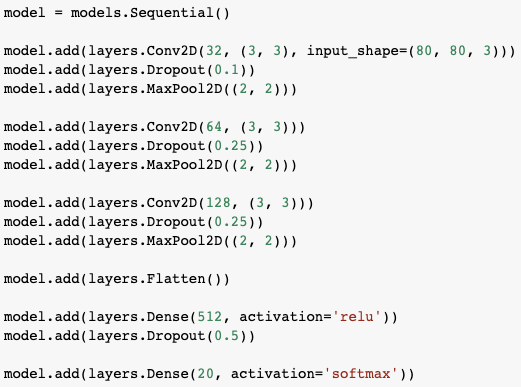 model = models.Sequential()
model.add(layers.Conv2D(32, (3, 3), input_shape=(80, 80, 3)))
model.add(layers.Dropout(0.1))
model.add(layers.MaxPool2D((2, 2)))
model.add(layers.Conv2D(64, (3, 3)))
model.add(layers.Dropout(0.25))
model.add(layers.MaxPool2D((2, 2)))
model.add(layers.Conv2D(128, (3, 3)))
model.add(layers.Dropout(0.25))
model.add(layers.MaxPool2D((2, 2)))
model.add(layers.Flatten())
model.add(layers.Dense(512, activation='relu'))
model.add(layers.Dropout(0.5))
model.add(layers.Dense(20, activation='softmax'))